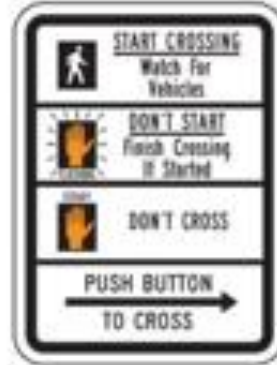 START CROSSING
Watch For
Vehicles
DON'T START
Finish Crossing
If Started
DON'T CROSS
PUSH BUTTON
TO CROSS